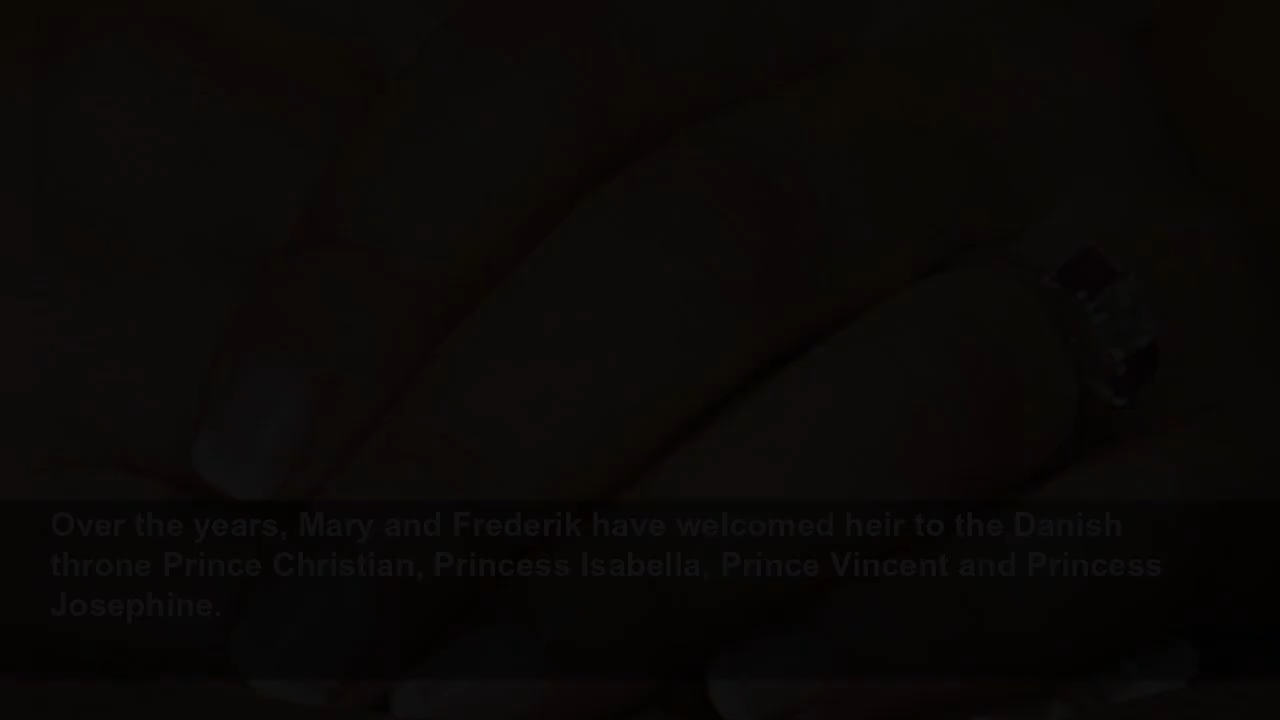 Over the years, Mary and Frederik have welcomed heir to the Danish
throne Prince Christian, Princess Isabella, Prince Vincent and Princess
Josephine.